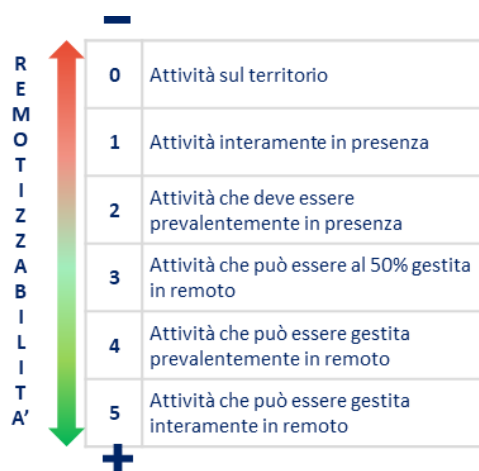 −
REMOTIZZABILITA'
0 Attività sul territorio
1 Attività interamente in presenza
2 Attività che deve essere
prevalentemente in presenza
3 Attività che può essere al 50% gestita
in remoto
4 Attività che può essere gestita
prevalentemente in remoto
5 Attività che può essere gestita
interamente in remoto
+